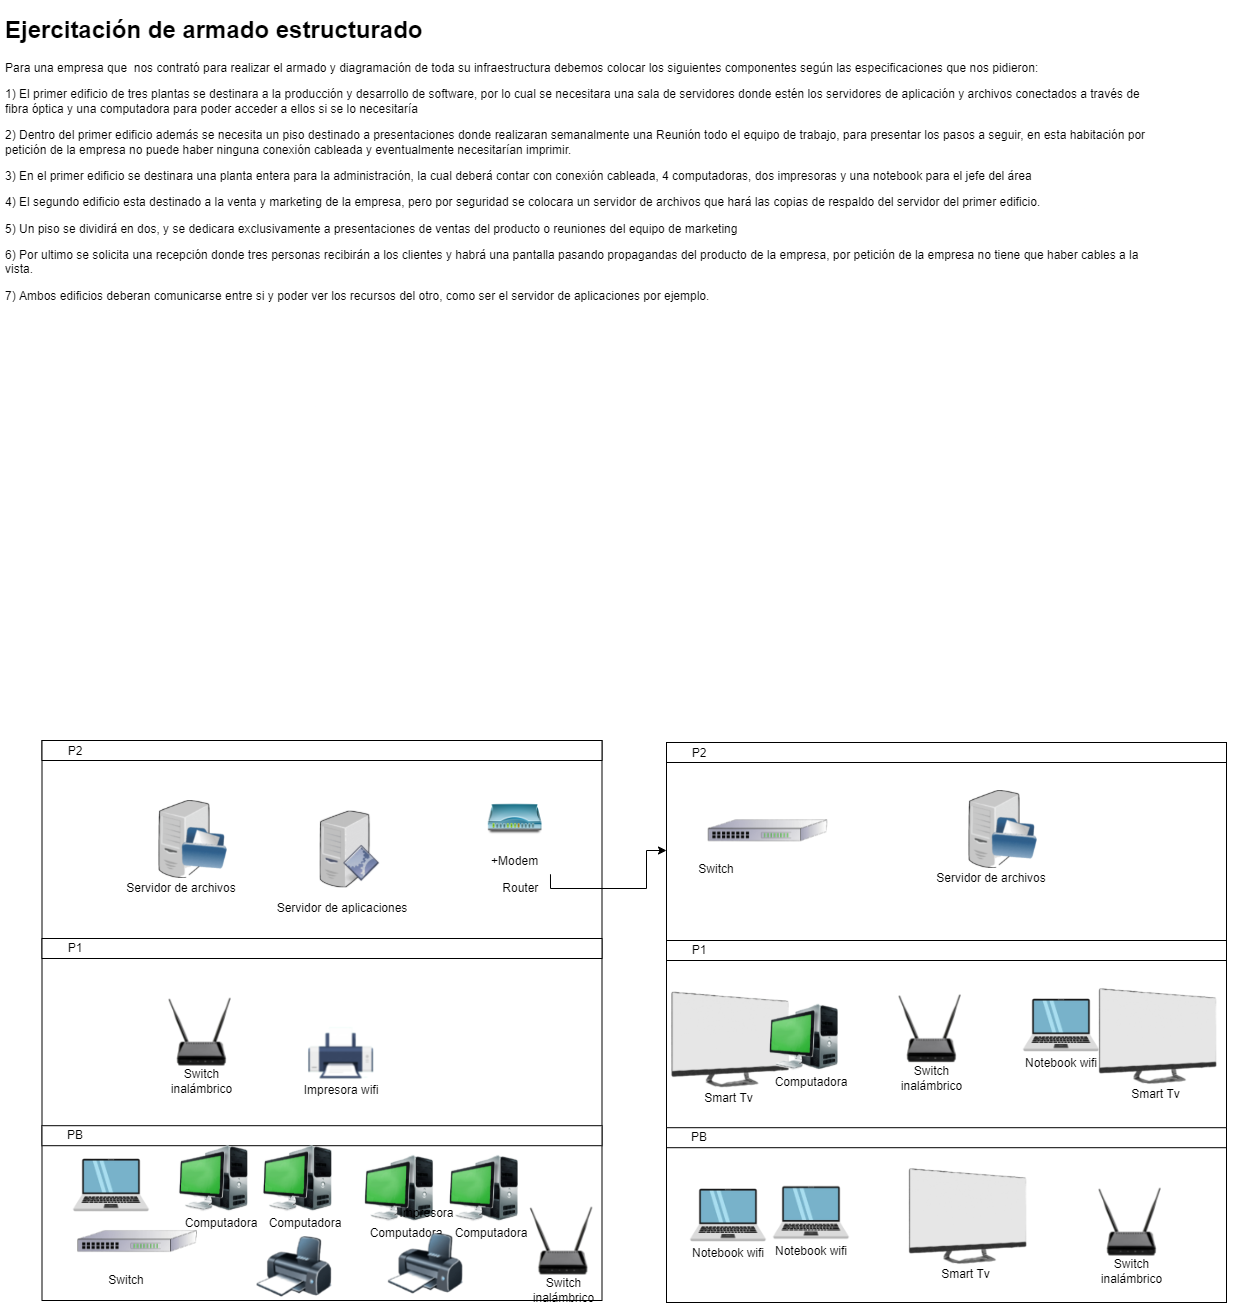 Ejercitación de armado estructurado
Para una empresa que  nos contrató para realizar el armado y diagramación de toda su infraestructura debemos colocar los siguientes componentes según las especificaciones que nos pidieron:
1) El primer edificio de tres plantas se destinara a la producción y desarrollo de software, por lo cual se necesitara una sala de servidores donde estén los servidores de aplicación y archivos conectados a través de
fibra óptica y una computadora para poder acceder a ellos si se lo necesitaría
2) Dentro del primer edificio además se necesita un piso destinado a presentaciones donde realizaran semanalmente una Reunión todo el equipo de trabajo, para presentar los pasos a seguir, en esta habitación por
petición de la empresa no puede haber ninguna conexión cableada y eventualmente necesitarían imprimir.
3) En el primer edificio se destinara una planta entera para la administración, la cual deberá contar con conexión cableada, 4 computadoras, dos impresoras y una notebook para el jefe del área
4) El segundo edificio esta destinado a la venta y marketing de la empresa, pero por seguridad se colocara un servidor de archivos que hará las copias de respaldo del servidor del primer edificio.
5) Un piso se dividirá en dos, y se dedicara exclusivamente a presentaciones de ventas del producto o reuniones del equipo de marketing
6) Por ultimo se solicita una recepción donde tres personas recibirán a los clientes y habrá una pantalla pasando propagandas del producto de la empresa, por petición de la empresa no tiene que haber cables a la
vista.
7) Ambos edificios deberan comunicarse entre si y poder ver los recursos del otro, como ser el servidor de aplicaciones por ejemplo.
P2
+Modem
Router
Servidor de archivos
Servidor de aplicaciones
P1
Switch
inalámbrico
Impresora wifi
PB
Impresora
Computadora
Computadora
Computadora
Computadora
Switch
Switch
inalámbrico
P2
Switch
Servidor de archivos
P1
Smart Tv
Computadora
Switch
inalámbrico
Notebook wifi
Smart Tv
PB
Notebook wifi
Notebook wifi
Smart Tv
Switch
inalámbrico